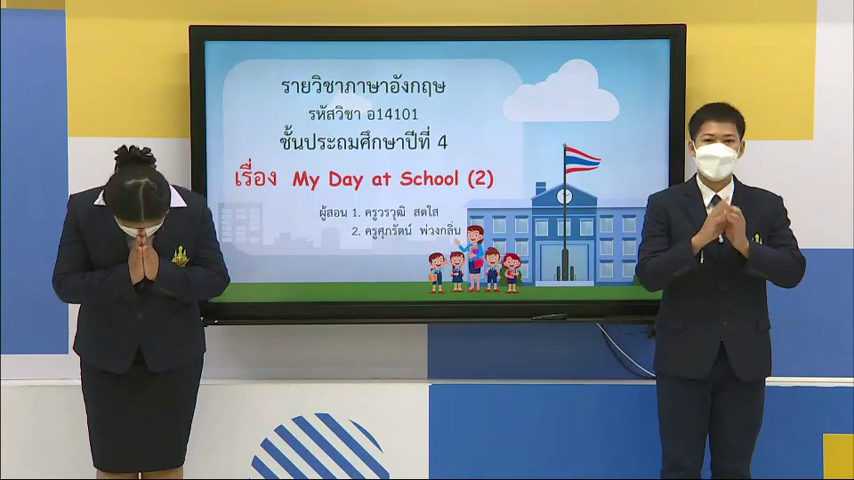 รายวิชาภาษาอังกฤษ
รหัสวิชา อ14101
ชั้นประถมศึกษาปีที่ 4
เรื่อง My Day at School (2)
ผู้สอน 1. ครูวรวุฒิ สดใส
2. ครูศุภรัตน์ พ่วงกลิ่น